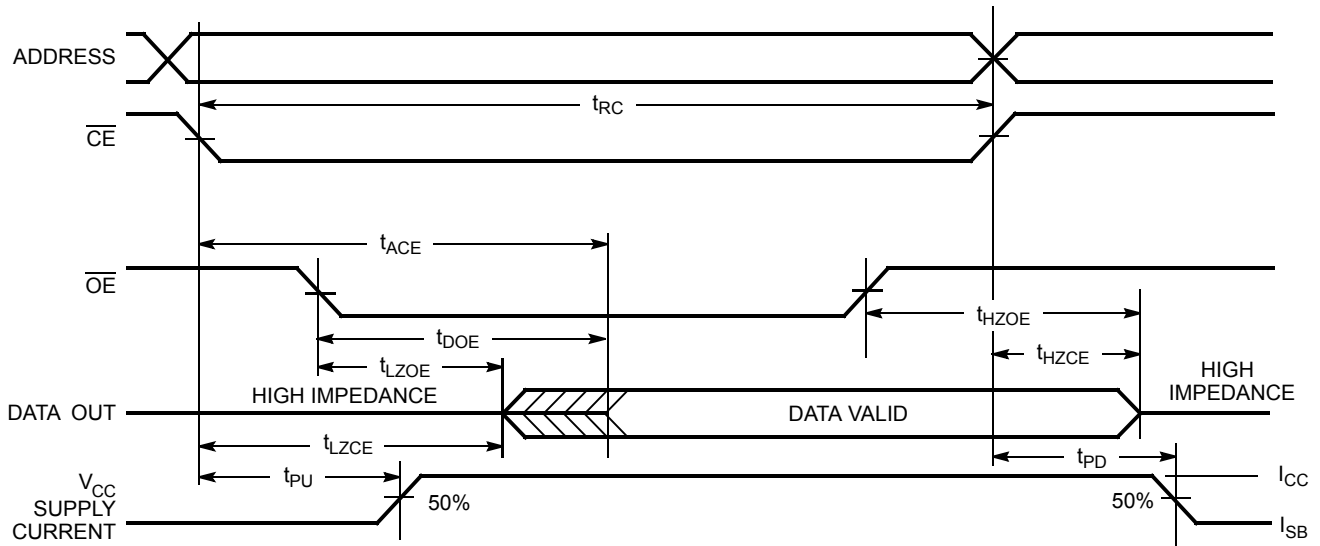 ADDRESS
tRC
CE
tACE
OE
tHZOE
tDOE
tHZCE
tLZOE
HIGH IMPEDANCE
HIGH
IMPEDANCE
DATA OUT
DATA VALID
tLZCE
tPU
tPD
VCC
SUPPLY
CURRENT
50%
50%
ICC
ISB